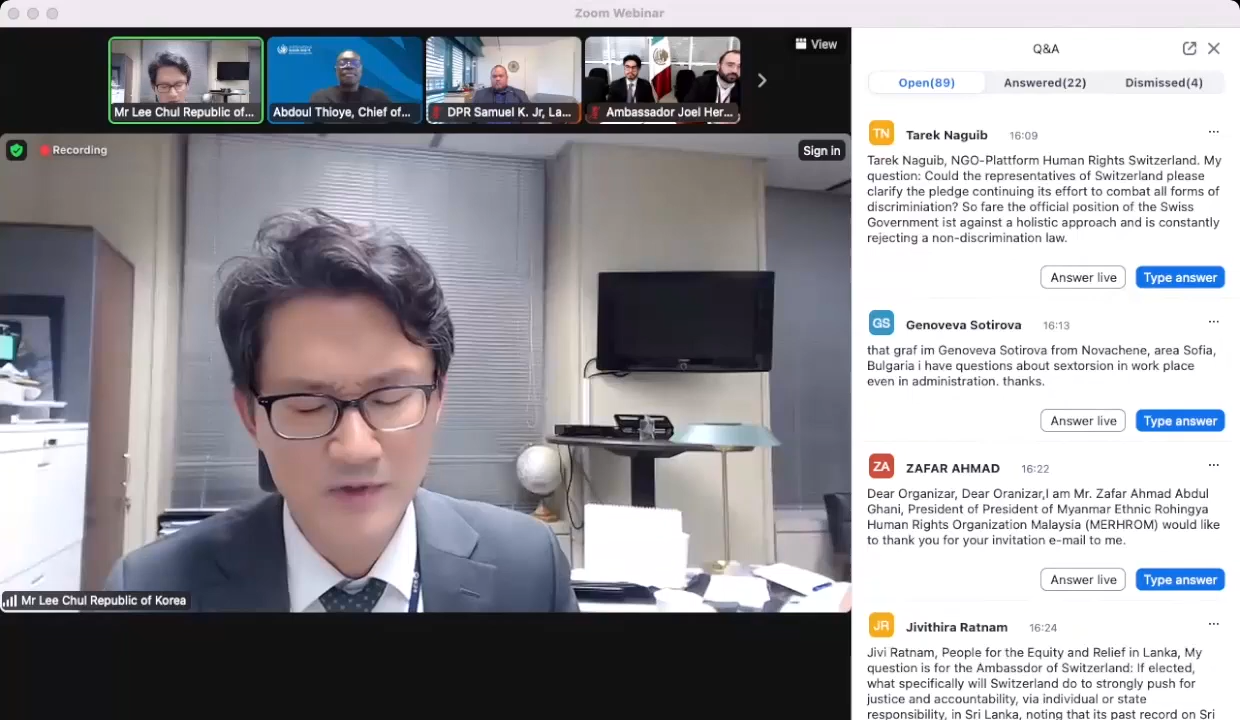 Zoom Webinar
View
Mr Lee Chul Republic of...
Abdoul Thioye, Chief of...
DPR Samuel K. Jr, La...
Ambassador Joel Her...
Recording
Sign in
Mr Lee Chul Republic of Korea
Q&A
Open(89)
Answered(22)
Dismissed(4)
TN
Tarek Naguib 16:09
Tarek Naguib, NGO-Plattform Human Rights Switzerland. My
question: Could the representatives of Switzerland please
clarify the pledge continuing its effort to combat all forms of
discriminiation? So fare the official position of the Swiss
Government ist against a holistic approach and is constantly
rejecting a non-discrimination law.
Answer live
Type answer
GS
Genoveva Sotirova 16:13
that graf im Genoveva Sotirova from Novachene, area Sofia,
Bulgaria i have questions about sextorsion in work place
even in administration. thanks.
Answer live
Type answer
ZA
ZAFAR AHMAD 16:22
Dear Organizar, Dear Oranizar,I am Mr. Zafar Ahmad Abdul
Ghani, President of President of Myanmar Ethnic Rohingya
Human Rights Organization Malaysia (MERHROM) would like
to thank you for your invitation e-mail to me.
Answer live
Type answer
JR
Jivithira Ratnam 16:24
Jivi Ratnam, People for the Equity and Relief in Lanka, My
question is for the Ambassdor of Switzerland: If elected,
what specifically will Switzerland do to strongly push for
justice and accountability, via individual or state
responsibility, in Sri Lanka, noting that its past record on Sri